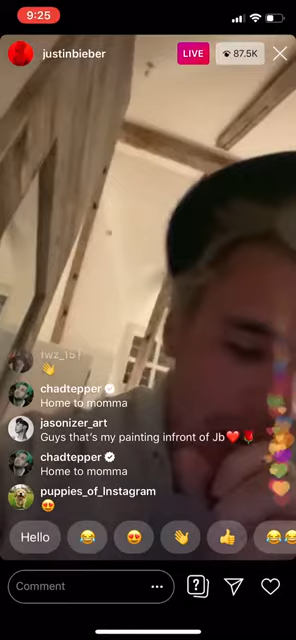 9:25
justinbieber
LIVE
87.5K
chadtepper
Home to momma
jasonizer_art
Guys that's my painting infront of Jb❤️🌹
chadtepper
Home to momma
puppies_of_Instagram
Hello
Comment